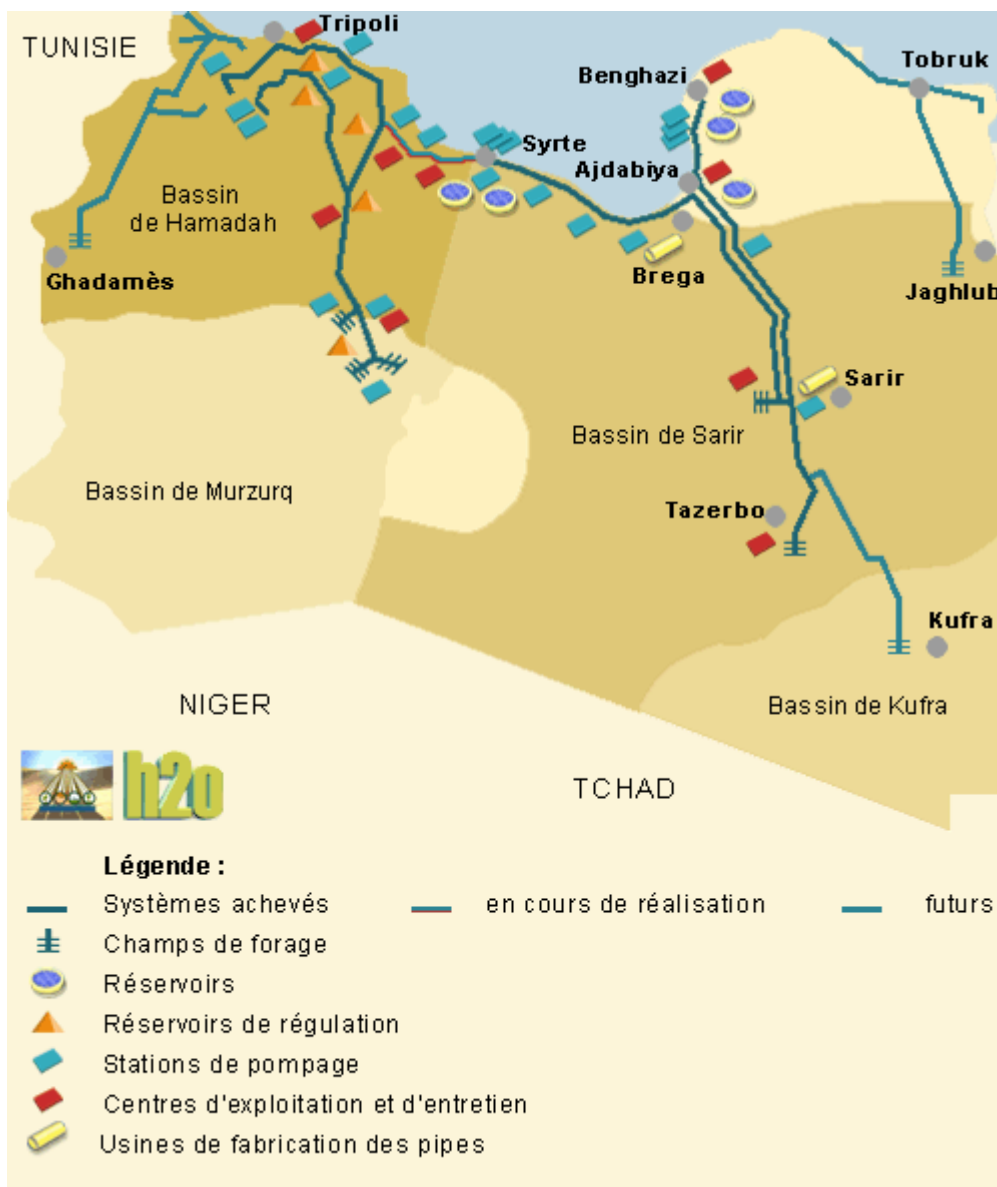 Tripoli
TUNISIE
Tobruk
Benghazi
Syrte
Ajdabiya
Bassin
de Hamadah
Brega
Ghadamès
Jaghlub
Sarir
Bassin de Sarir
Bassin de Murzurq
Tazerbo
Kufra
NIGER
Bassin de Kufra
h2o
TCHAD
Légende :
Systèmes achevés en cours de réalisation futurs
Champs de forage
Réservoirs
Réservoirs de régulation
Stations de pompage
Centres d'exploitation et d'entretien
Usines de fabrication des pipes